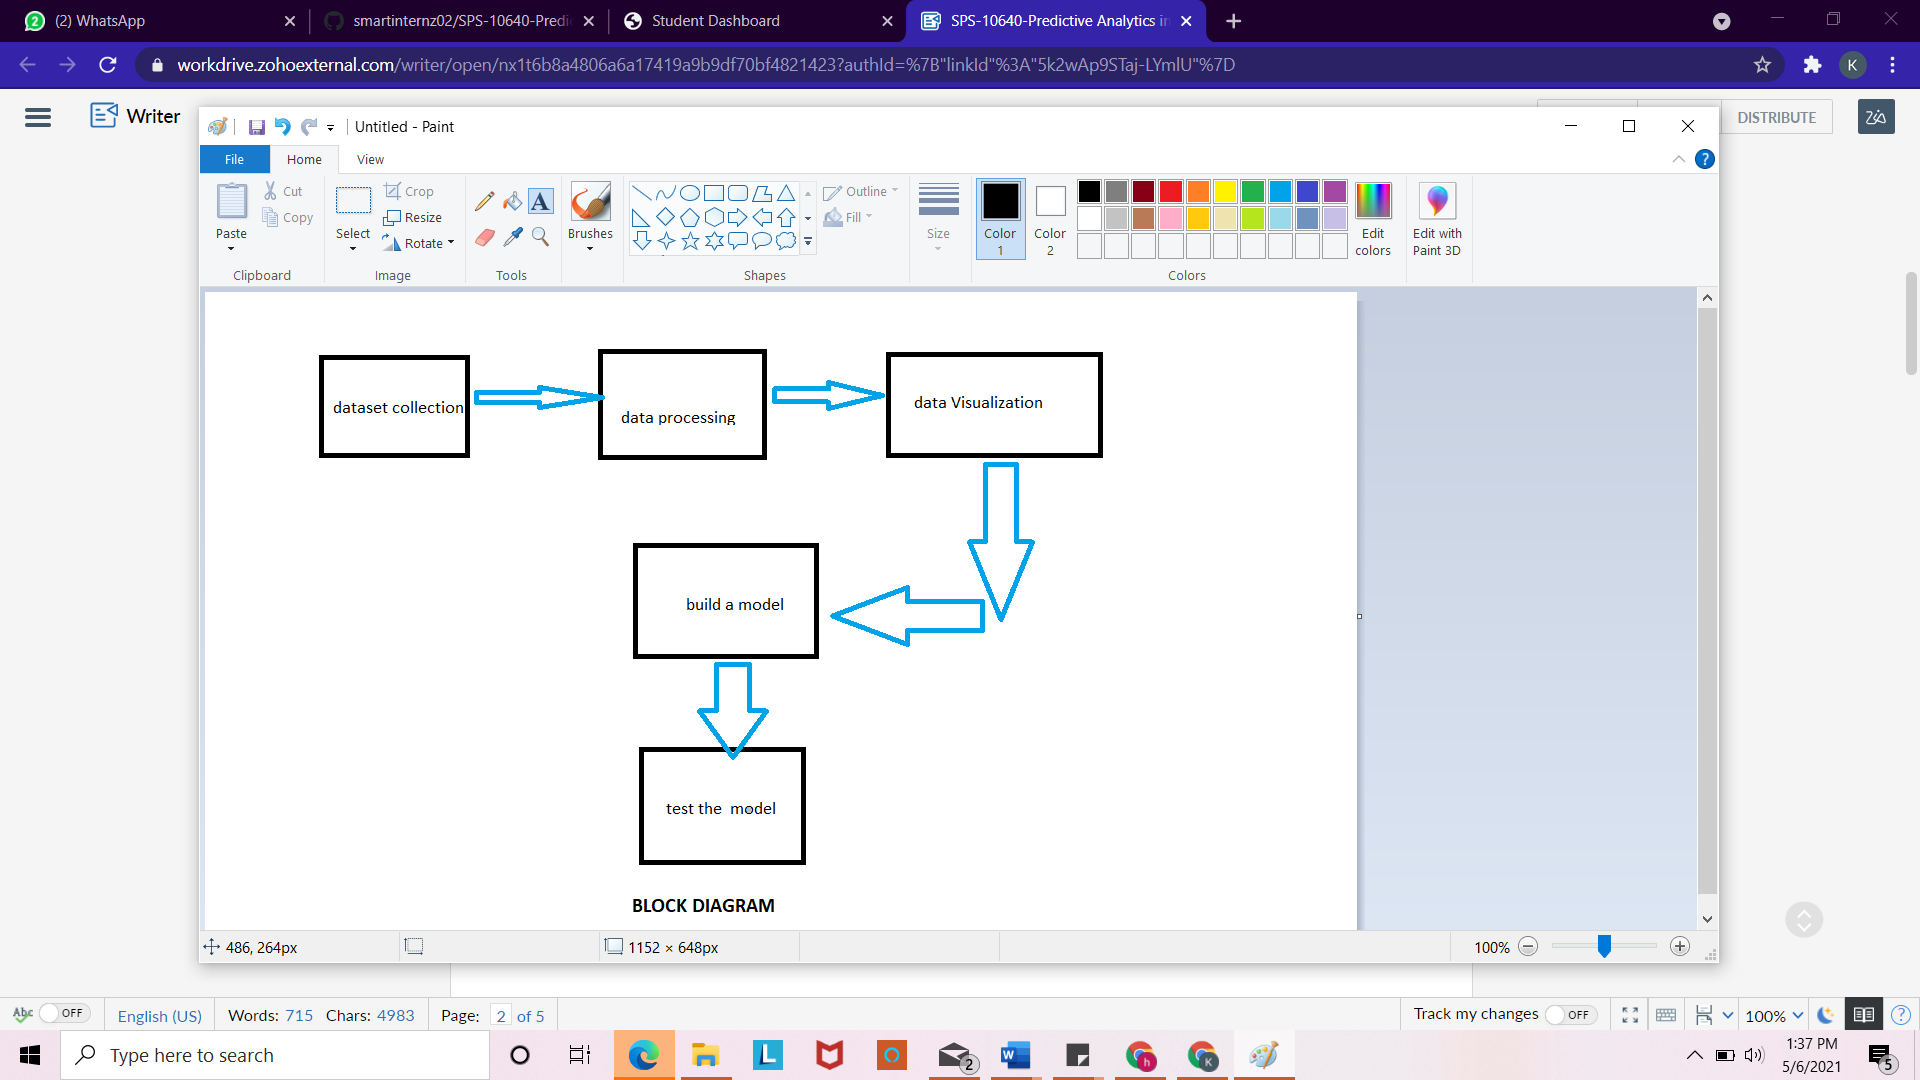 (2) WhatsApp
smartinternz02/SPS-10640-Predic
Student Dashboard
SPS-10640-Predictive Analytics in
workdrive.zohoexternal.com/writer/open/nx1t6b8a4806a6a17419a9b9df70bf4821423?authId=%7B"linkId"%3A"5k2wAp9STaj-LYmlU"%7D
K
Writer
DISTRIBUTE
Untitled - Paint
File
Home
View
Paste
Cut
Copy
Clipboard
Select
Crop
Resize
Rotate
Image
A
Tools
Brushes
Outline
Fill
Shapes
Size
Color
1
Color
2
Edit
colors
Colors
Edit with
Paint 3D
dataset collection
data processing
data Visualization
build a model
test the  model
BLOCK DIAGRAM
486, 264px
1152 × 648px
100%
Abc OFF
English (US)
Words: 715 Chars: 4983
Page: 2 of 5
Track my changes OFF
100%
Type here to search
2
1:37 PM
5/6/2021
5